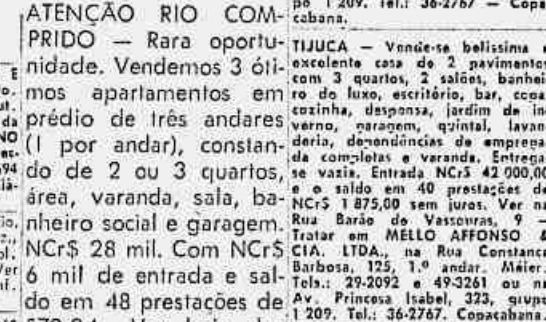 ATENÇÃO RIO COM-
PRIDO — Rara oportu-
nidade. Vendemos 3 óti-
mos apartamentos em
prédio de três andares
(1 por andar), constan-
do de 2 ou 3 quartos,
área, varanda, sala, ba-
nheiro social e garagem.
NCr$ 28 mil. Com NCr$
6 mil de entrada e sal-
do em 48 prestações de
1 209. Tel.: 36-2767 — Copa
cabana.
TIJUCA — Vende-se belissima
excelente casa de 2 pavimentos
com 3 quartos, 2 salões, banhei
ro de luxo, escritório, bar, copa
cozinha, despensa, jardim de in
verno, garagem, quintal, lavan
deria, dependências de emprega
da completas e varanda. Entrega
se vazia. Entrada NCr$ 42 000,00
e o saldo em 40 prestações de
NCr$ 1 875,00 sem juros. Ver na
Rua Barão de Vassouras, 9 —
Tratar em MELLO AFFONSO &
CIA. LTDA., na Rua Constança
Barbosa, 125, 1.º andar. Méier.
Tels.: 29-2092 e 49-3261 ou na
Av. Princesa Isabel, 323, grupo
1 209. Tel.: 36-2767. Copacabana.